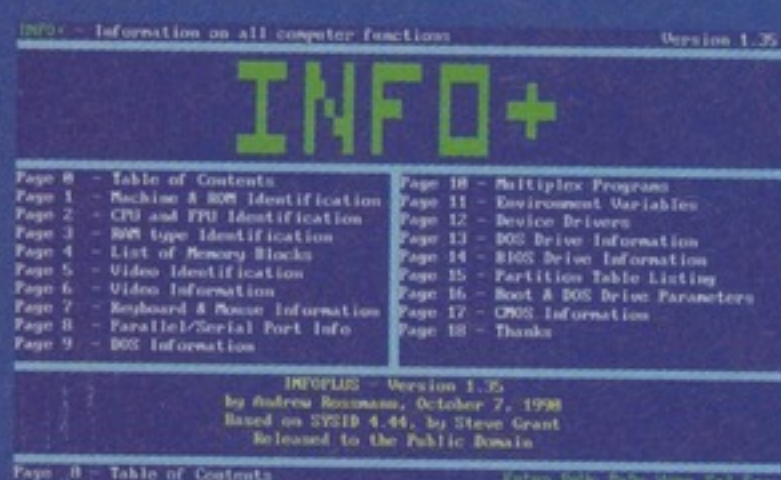 INFO+ - Information on all computer functions Version 1.35
INFO+
Page 0 - Table of Contents
Page 1 - Machine & ROM Identification
Page 2 - CPU and FPU Identification
Page 3 - RAM type Identification
Page 4 - List of Memory Blocks
Page 5 - Video Identification
Page 6 - Video Information
Page 7 - Keyboard & Mouse Information
Page 8 - Parallel/Serial Port Info
Page 9 - DOS Information
Page 10 - Multiplex Programs
Page 11 - Environment Variables
Page 12 - Device Drivers
Page 13 - DOS Drive Information
Page 14 - BIOS Drive Information
Page 15 - Partition Table Listing
Page 16 - Boot & DOS Drive Parameters
Page 17 - CMOS Information
Page 18 - Thanks
INFOPLUS - Version 1.35
by Andrew Rossmann, October 7, 1990
Based on SYSID 4.44, by Steve Grant
Released to the Public Domain
Page 0 - Table of Contents